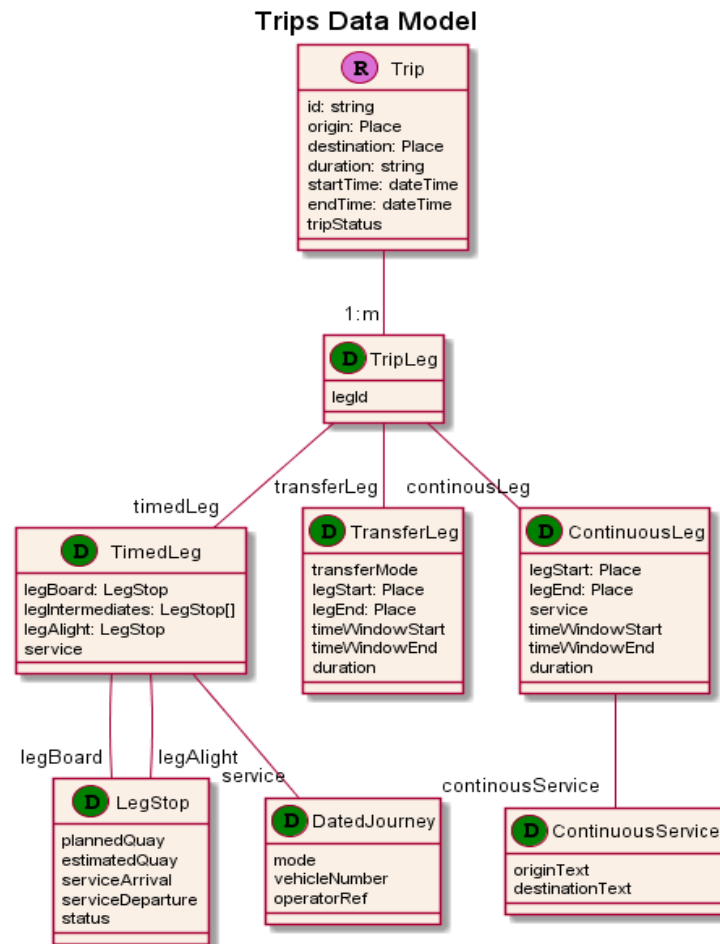 Trips Data Model
R Trip
id: string
origin: Place
destination: Place
duration: string
startTime: dateTime
endTime: dateTime
tripStatus
1:m
D TripLeg
legId
timedLeg
transferLeg
continousLeg
D TimedLeg
legBoard: LegStop
legIntermediates: LegStop[]
legAlight: LegStop
service
D TransferLeg
transferMode
legStart: Place
legEnd: Place
timeWindowStart
timeWindowEnd
duration
D ContinuousLeg
legStart: Place
legEnd: Place
service
timeWindowStart
timeWindowEnd
duration
legBoard
legAlight
service
continousService
D LegStop
plannedQuay
estimatedQuay
serviceArrival
serviceDeparture
status
D DatedJourney
mode
vehicleNumber
operatorRef
D ContinuousService
originText
destinationText